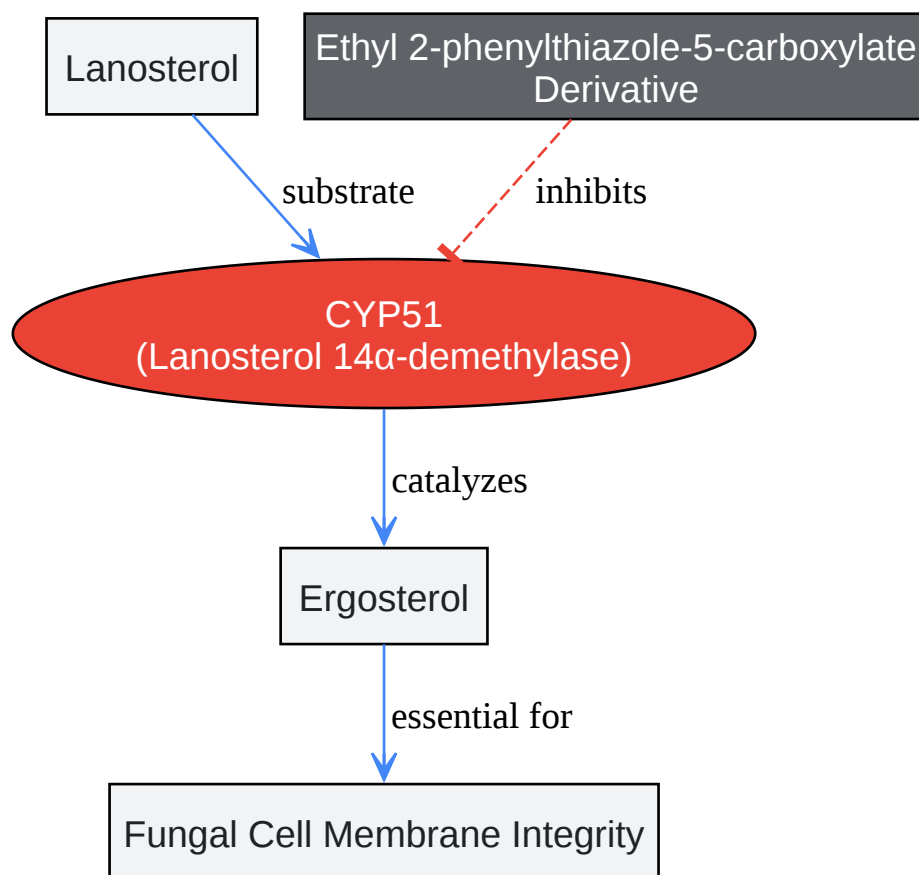 Lanosterol
Ethyl 2-phenylthiazole-5-carboxylate
Derivative
substrate
inhibits
CYP51
(Lanosterol 14α-demethylase)
catalyzes
Ergosterol
essential for
Fungal Cell Membrane Integrity